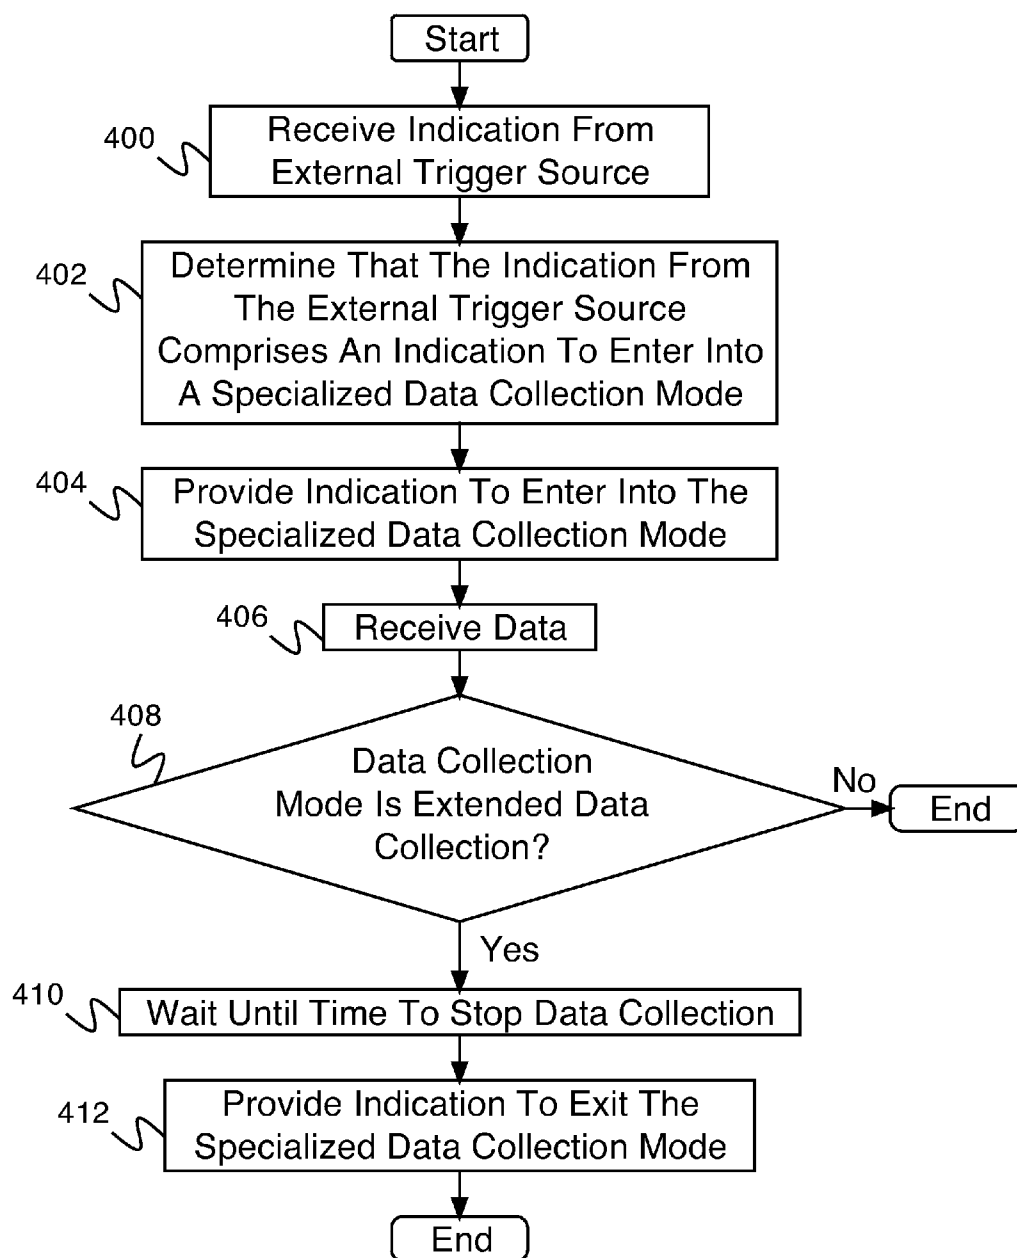 Start
400
Receive Indication From
External Trigger Source
402
Determine That The Indication From
The External Trigger Source
Comprises An Indication To Enter Into
A Specialized Data Collection Mode
404
Provide Indication To Enter Into The
Specialized Data Collection Mode
406
Receive Data
408
Data Collection
Mode Is Extended Data
Collection?
No
End
Yes
410
Wait Until Time To Stop Data Collection
412
Provide Indication To Exit The
Specialized Data Collection Mode
End